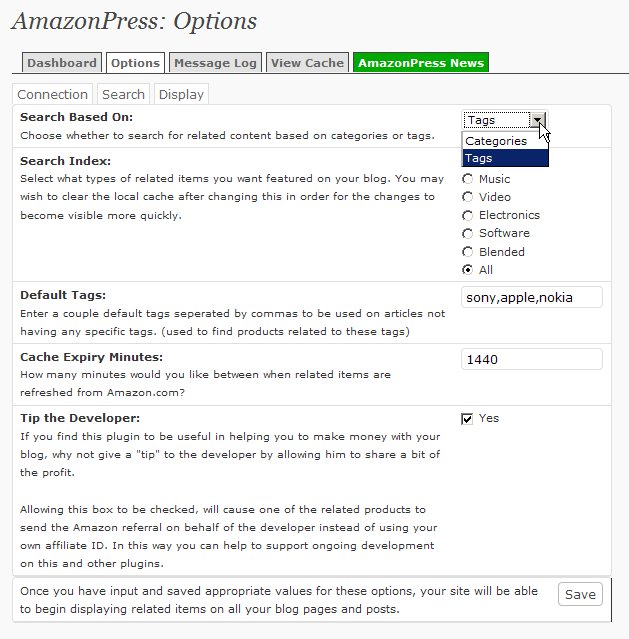 AmazonPress: Options
Dashboard Options Message Log View Cache AmazonPress News
Connection Search Display
Search Based On:
Choose whether to search for related content based on categories or tags.
Tags
Categories
Tags
Search Index:
Select what types of related items you want featured on your blog. You may
wish to clear the local cache after changing this in order for the changes to
become visible more quickly.
Music
Video
Electronics
Software
Blended
All
Default Tags:
Enter a couple default tags seperated by commas to be used on articles not
having any specific tags. (used to find products related to these tags)
sony,apple,nokia
Cache Expiry Minutes:
How many minutes would you like between when related items are
refreshed from Amazon.com?
1440
Tip the Developer:
If you find this plugin to be useful in helping you to make money with your
blog, why not give a "tip" to the developer by allowing him to share a bit of
the profit.
Allowing this box to be checked, will cause one of the related products to
send the Amazon referral on behalf of the developer instead of using your
own affiliate ID. In this way you can help to support ongoing development
on this and other plugins.
Yes
Once you have input and saved appropriate values for these options, your site will be able
to begin displaying related items on all your blog pages and posts.
Save